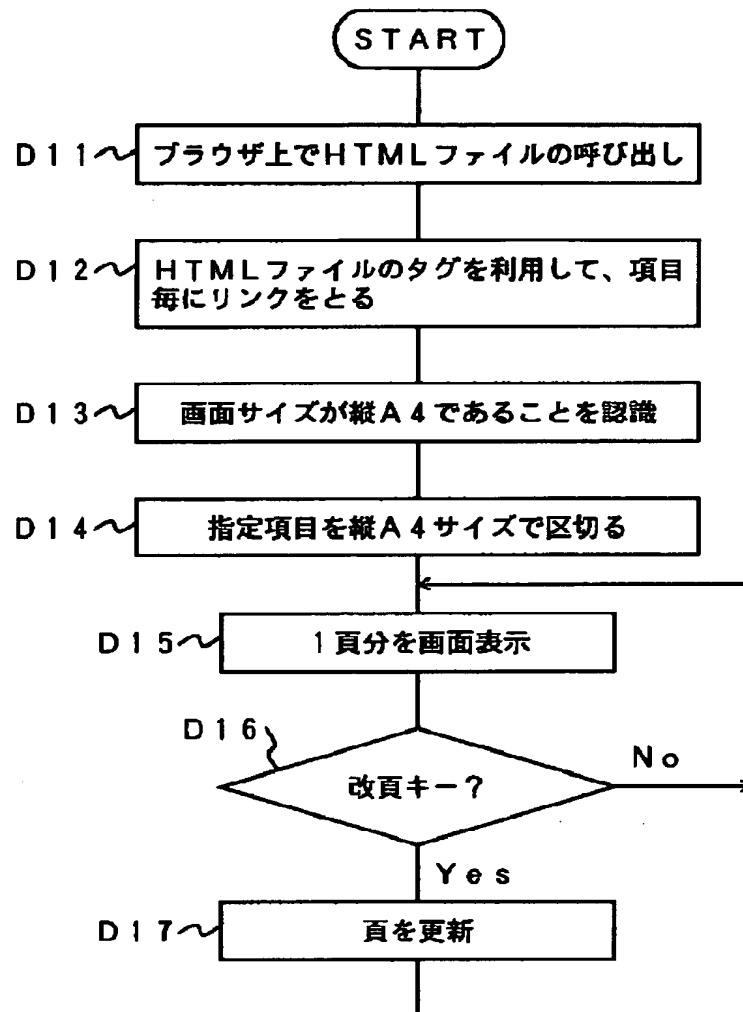 START
D11 ブラウザ上でHTMLファイルの呼び出し
D12 HTMLファイルのタグを利用して、項目
毎にリンクをとる
D13 画面サイズが縦A4であることを認識
D14 指定項目を縦A4サイズで区切る
D15 1頁分を画面表示
D16
改頁キー?
No
Yes
D17 頁を更新